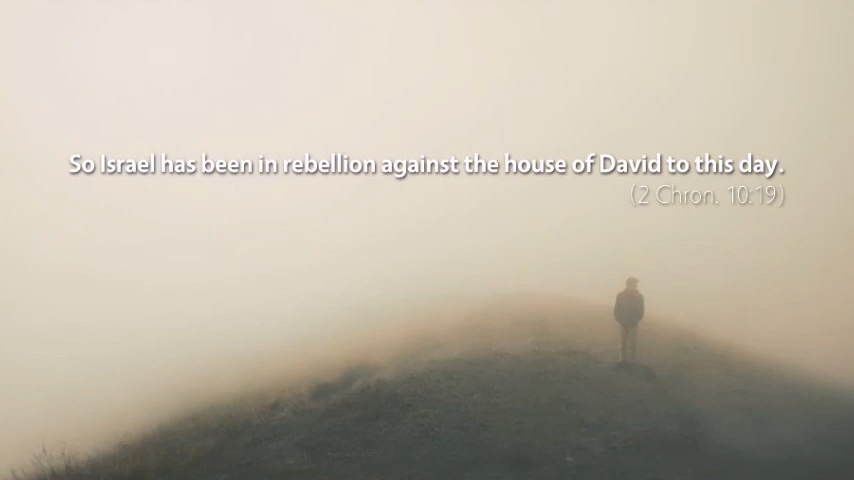 So Israel has been in rebellion against the house of David to this day.
(2 Chron. 10:19)